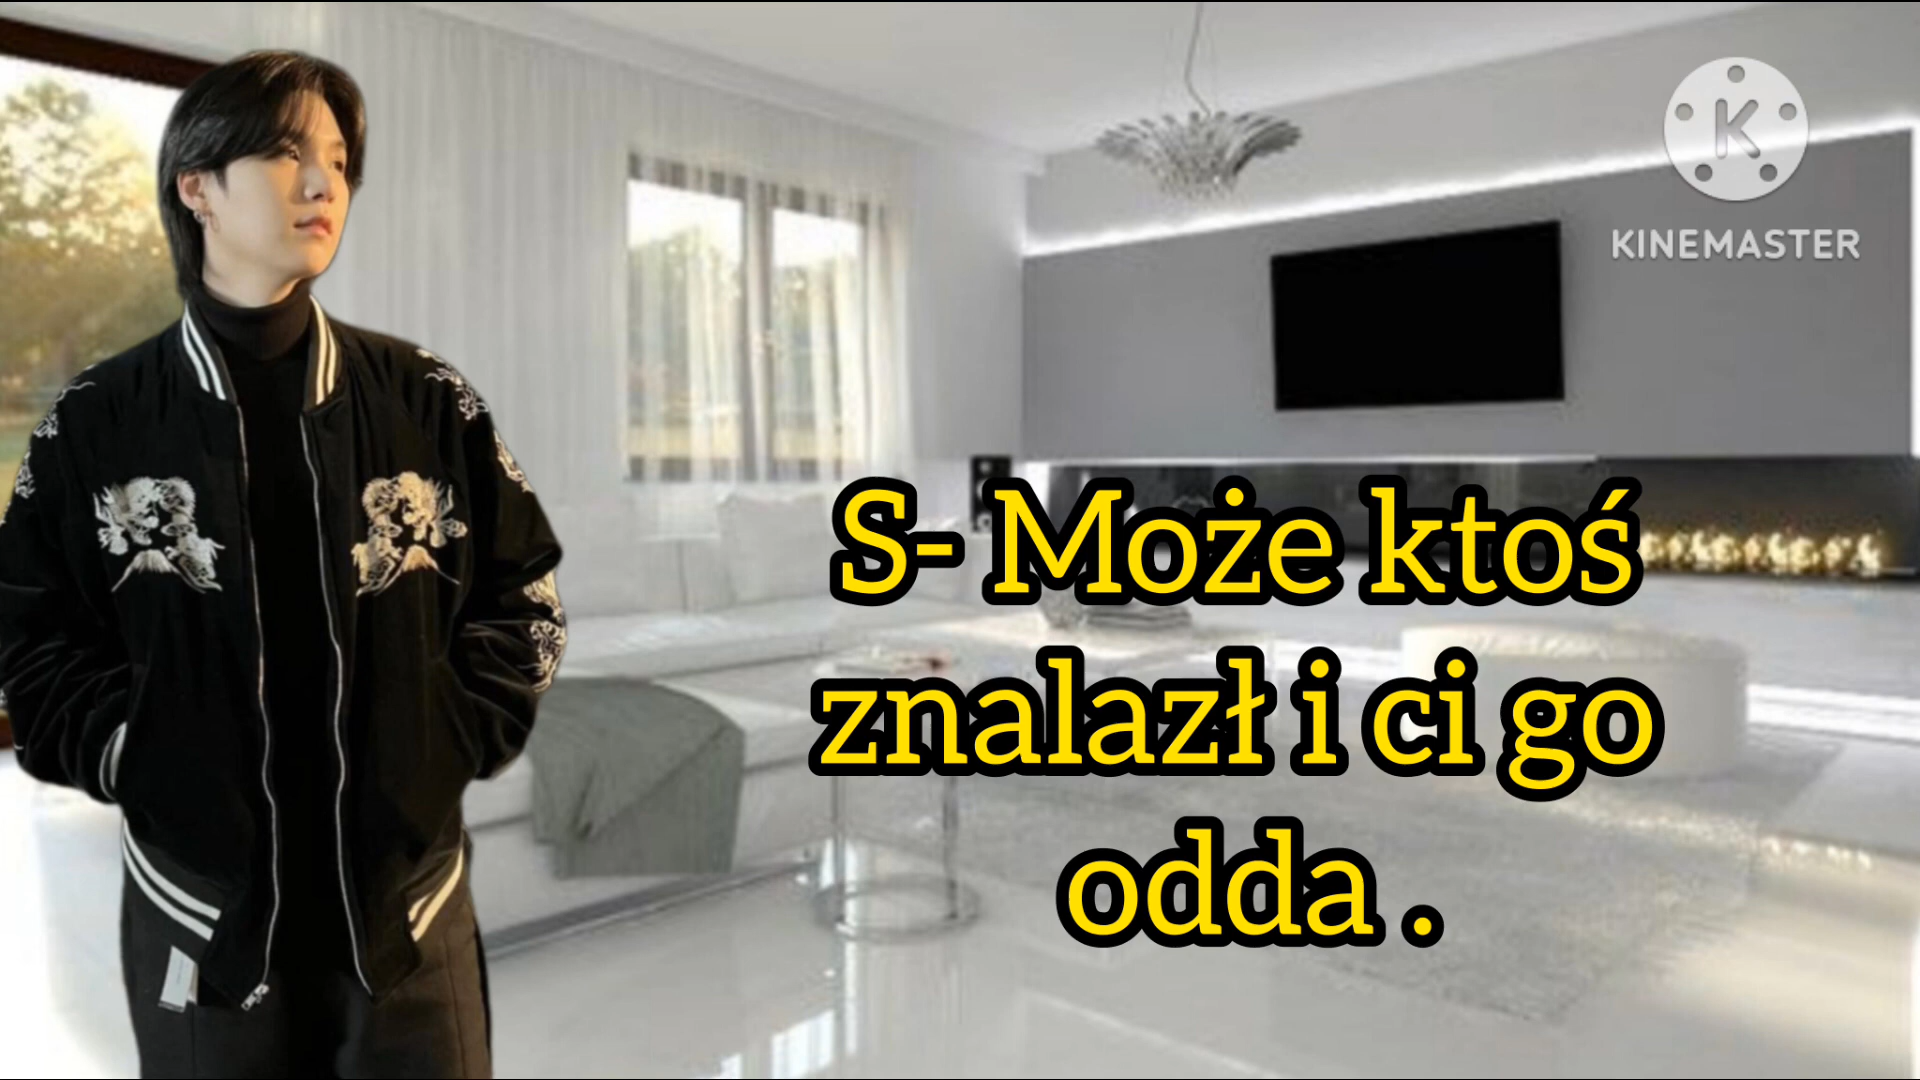 K
KINEMASTER
S- Może ktoś
znalazł i ci go
odda .